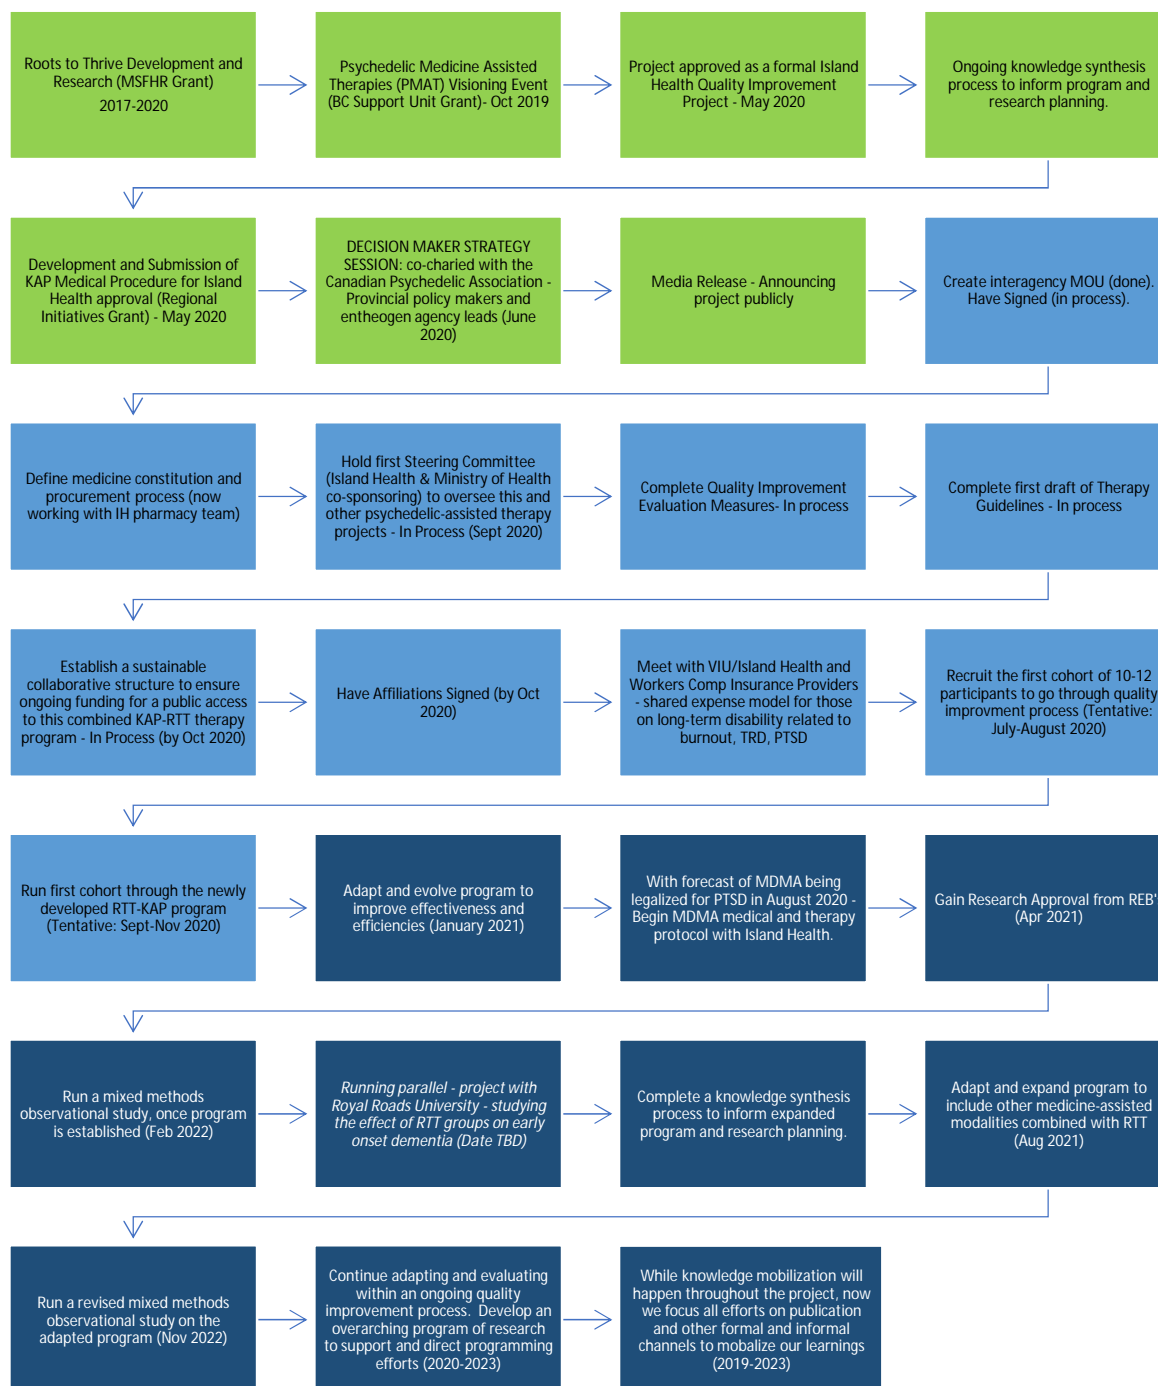 Roots to Thrive Development and
Research (MSFHR Grant)
2017-2020
Psychedelic Medicine Assisted
Therapies (PMAT) Visioning Event
(BC Support Unit Grant)- Oct 2019
Project approved as a formal Island
Health Quality Improvement
Project - May 2020
Ongoing knowledge synthesis
process to inform program and
research planning.
Development and Submission of
KAP Medical Procedure for Island
Health approval (Regional
Initiatives Grant) - May 2020
DECISION MAKER STRATEGY
SESSION: co-charied with the
Canadian Psychedelic Association -
Provincial policy makers and
entheogen agency leads (June
2020)
Media Release - Announcing
project publicly
Create interagency MOU (done).
Have Signed (in process).
Define medicine constitution and
procurement process (now
working with IH pharmacy team)
Hold first Steering Committee
(Island Health & Ministry of Health
co-sponsoring) to oversee this and
other psychedelic-assisted therapy
projects - In Process (Sept 2020)
Complete Quality Improvement
Evaluation Measures- In process
Complete first draft of Therapy
Guidelines - In process
Establish a sustainable
collaborative structure to ensure
ongoing funding for a public access
to this combined KAP-RTT therapy
program - In Process (by Oct 2020)
Have Affiliations Signed (by Oct
2020)
Meet with VIU/Island Health and
Workers Comp Insurance Providers
- shared expense model for those
on long-term disability related to
burnout, TRD, PTSD
Recruit the first cohort of 10-12
participants to go through quality
improvment process (Tentative:
July-August 2020)
Run first cohort through the newly
developed RTT-KAP program
(Tentative: Sept-Nov 2020)
Adapt and evolve program to
improve effectiveness and
efficiencies (January 2021)
With forecast of MDMA being
legalized for PTSD in August 2020 -
Begin MDMA medical and therapy
protocol with Island Health.
Gain Research Approval from REB'
(Apr 2021)
Run a mixed methods
observational study, once program
is established (Feb 2022)
Running parallel - project with
Royal Roads University - studying
the effect of RTT groups on early
onset dementia (Date TBD)
Complete a knowledge synthesis
process to inform expanded
program and research planning.
Adapt and expand program to
include other medicine-assisted
modalities combined with RTT
(Aug 2021)
Run a revised mixed methods
observational study on the
adapted program (Nov 2022)
Continue adapting and evaluating
within an ongoing quality
improvement process. Develop an
overarching program of research
to support and direct programming
efforts (2020-2023)
While knowledge mobilization will
happen throughout the project, now
we focus all efforts on publication
and other formal and informal
channels to mobalize our learnings
(2019-2023)